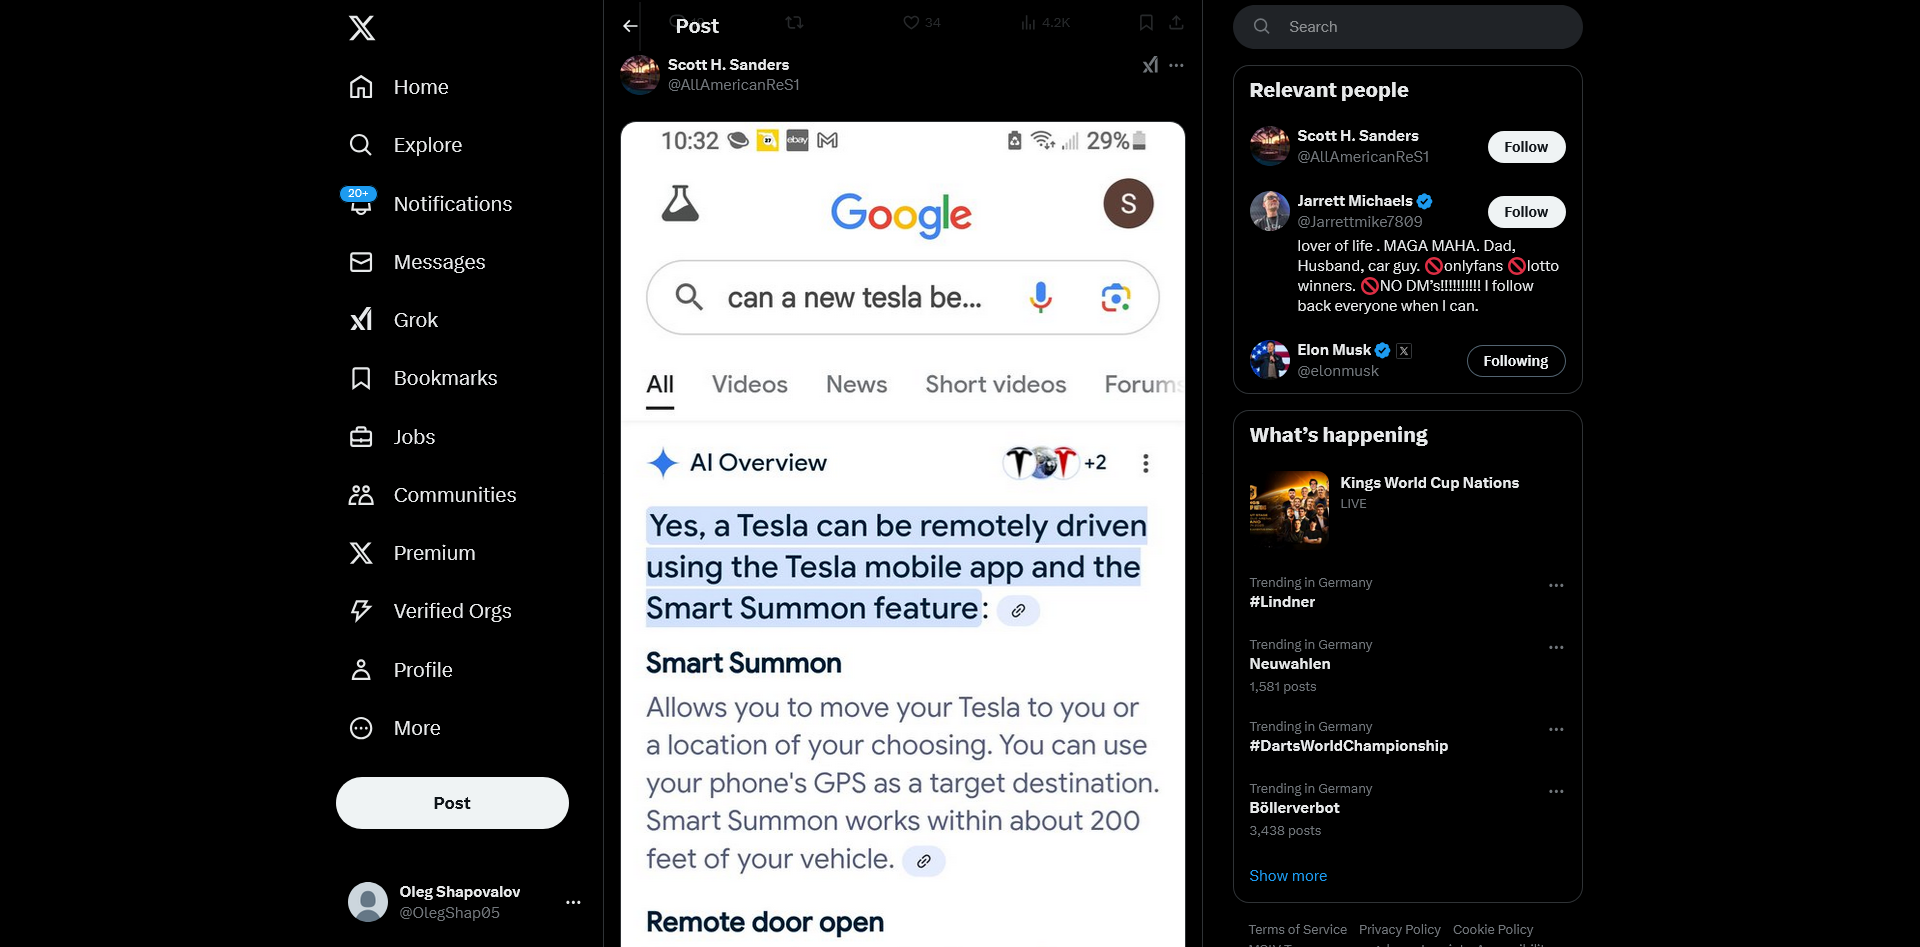 Home
Explore
20+
Notifications
Messages
Grok
Bookmarks
Jobs
Communities
Premium
Verified Orgs
Profile
More
Post
Oleg Shapovalov
@OlegShap05
Post
34
4.2K
Scott H. Sanders
@AllAmericanReS1
10:32
ebay
29%
Google
S
can a new tesla be...
All Videos News Short videos Forums
AI Overview
+2
Yes, a Tesla can be remotely driven
using the Tesla mobile app and the
Smart Summon feature:
Smart Summon
Allows you to move your Tesla to you or
a location of your choosing. You can use
your phone's GPS as a target destination.
Smart Summon works within about 200
feet of your vehicle.
Remote door open
Search
Relevant people
Scott H. Sanders
@AllAmericanReS1
Follow
Jarrett Michaels
@Jarrettmike7809
Follow
lover of life . MAGA MAHA. Dad,
Husband, car guy. 🚫onlyfans 🚫lotto
winners. 🚫NO DM's!!!!!!!!!! I follow
back everyone when I can.
Elon Musk
@elonmusk
Following
What's happening
Kings World Cup Nations
LIVE
Trending in Germany
#Lindner
Trending in Germany
Neuwahlen
1,581 posts
Trending in Germany
#DartsWorldChampionship
Trending in Germany
Böllerverbot
3,438 posts
Show more
Terms of Service Privacy Policy Cookie Policy